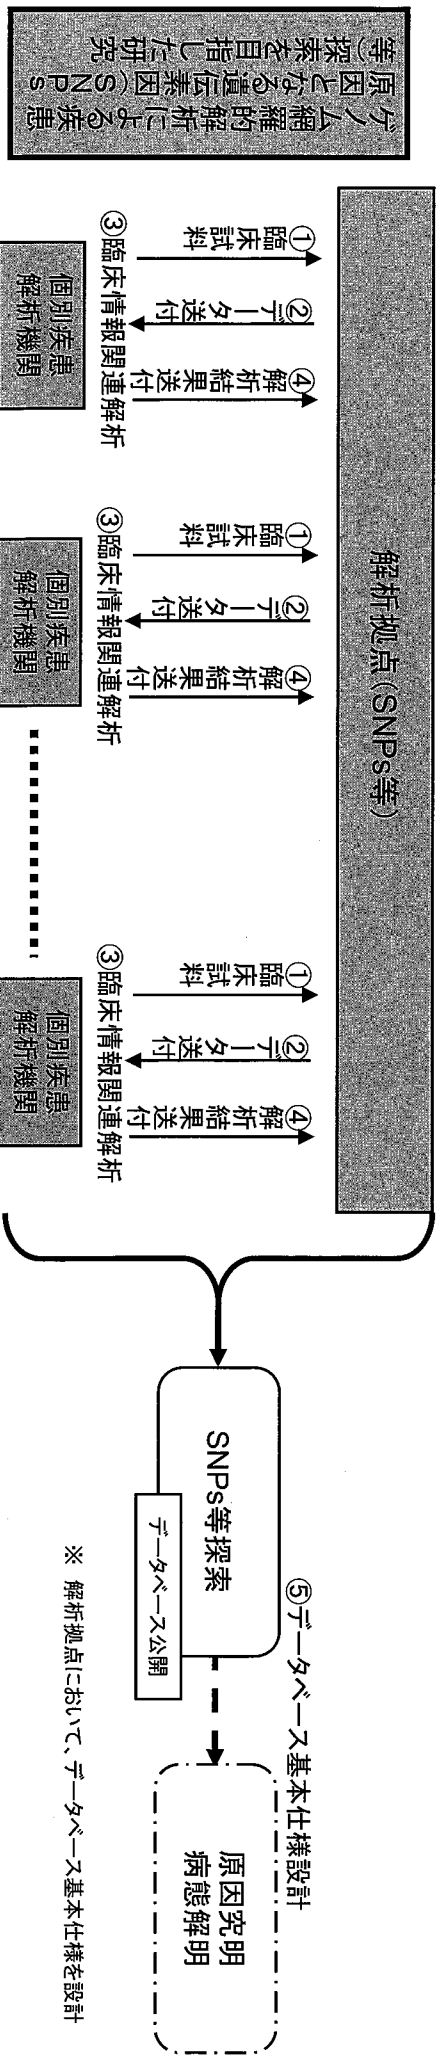 ゲノム網羅的解析による疾患
原因となる遺伝素因(SNPs
等)探索を目指した研究
解析拠点(SNPs等)
①臨床試料
②データ送付
④解析結果送付
③臨床情報関連解析
個別疾患
解析機関
①臨床試料
②データ送付
④解析結果送付
③臨床情報関連解析
個別疾患
解析機関
①臨床試料
②データ送付
④解析結果送付
③臨床情報関連解析
個別疾患
解析機関
⑤データベース基本仕様設計
SNPs等探索
データベース公開
原因究明
病態解明
※ 解析拠点において、データベース基本仕様を設計